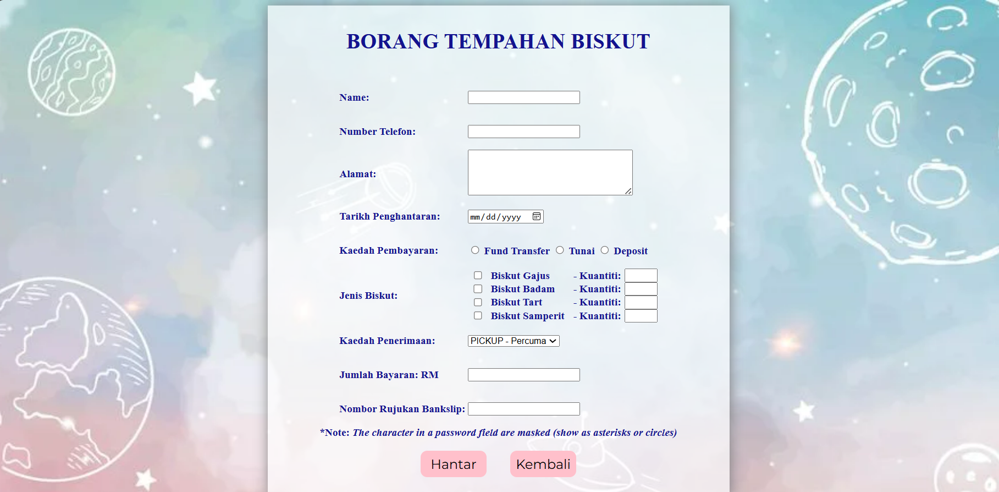 BORANG TEMPAHAN BISKUT
Name:
Number Telefon:
Alamat:
Tarikh Penghantaran: mm/dd/yyyy
Kaedah Pembayaran: Fund Transfer Tunai Deposit
Jenis Biskut:
Biskut Gajus - Kuantiti:
Biskut Badam - Kuantiti:
Biskut Tart - Kuantiti:
Biskut Samperit - Kuantiti:
Kaedah Penerimaan: PICKUP - Percuma
Jumlah Bayaran: RM
Nombor Rujukan Bankslip:
*Note: The character in a password field are masked (show as asterisks or circles)
Hantar Kembali